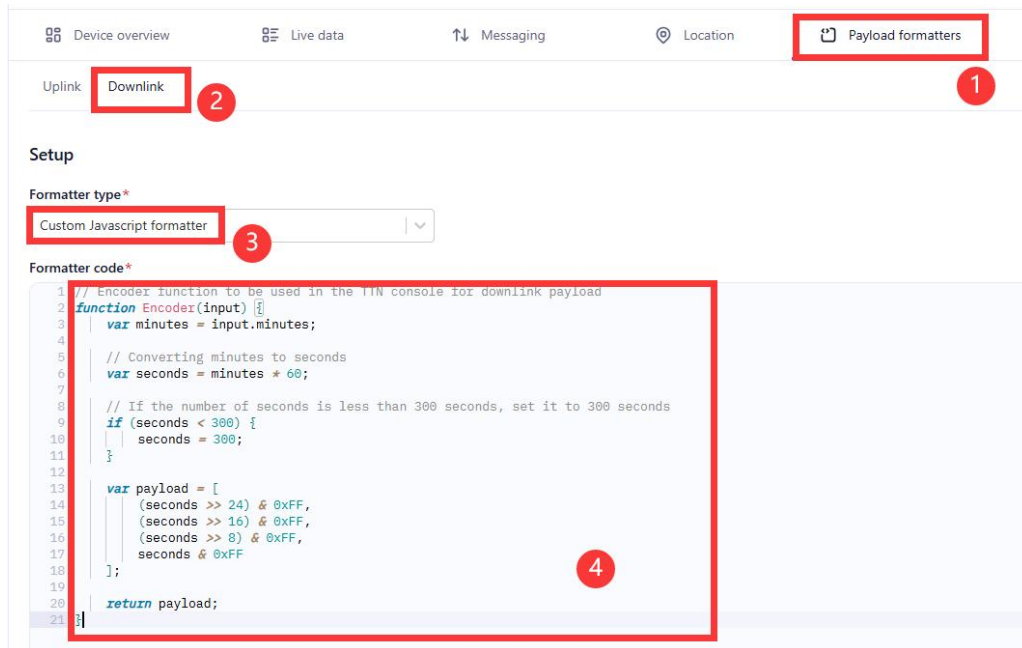 Device overview
Live data
Messaging
Location
Payload formatters
1
Uplink
Downlink
2
Setup
Formatter type*
Custom Javascript formatter
3
Formatter code*
1 // Encoder function to be used in the TTN console for downlink payload
2 function Encoder(input) {
3     var minutes = input.minutes;
4
5     // Converting minutes to seconds
6     var seconds = minutes * 60;
7
8     // If the number of seconds is less than 300 seconds, set it to 300 seconds
9     if (seconds < 300) {
10         seconds = 300;
11     }
12
13     var payload = [
14         (seconds >> 24) & 0xFF,
15         (seconds >> 16) & 0xFF,
16         (seconds >> 8) & 0xFF,
17         seconds & 0xFF
18     ];
4
19
20     return payload;
21 }